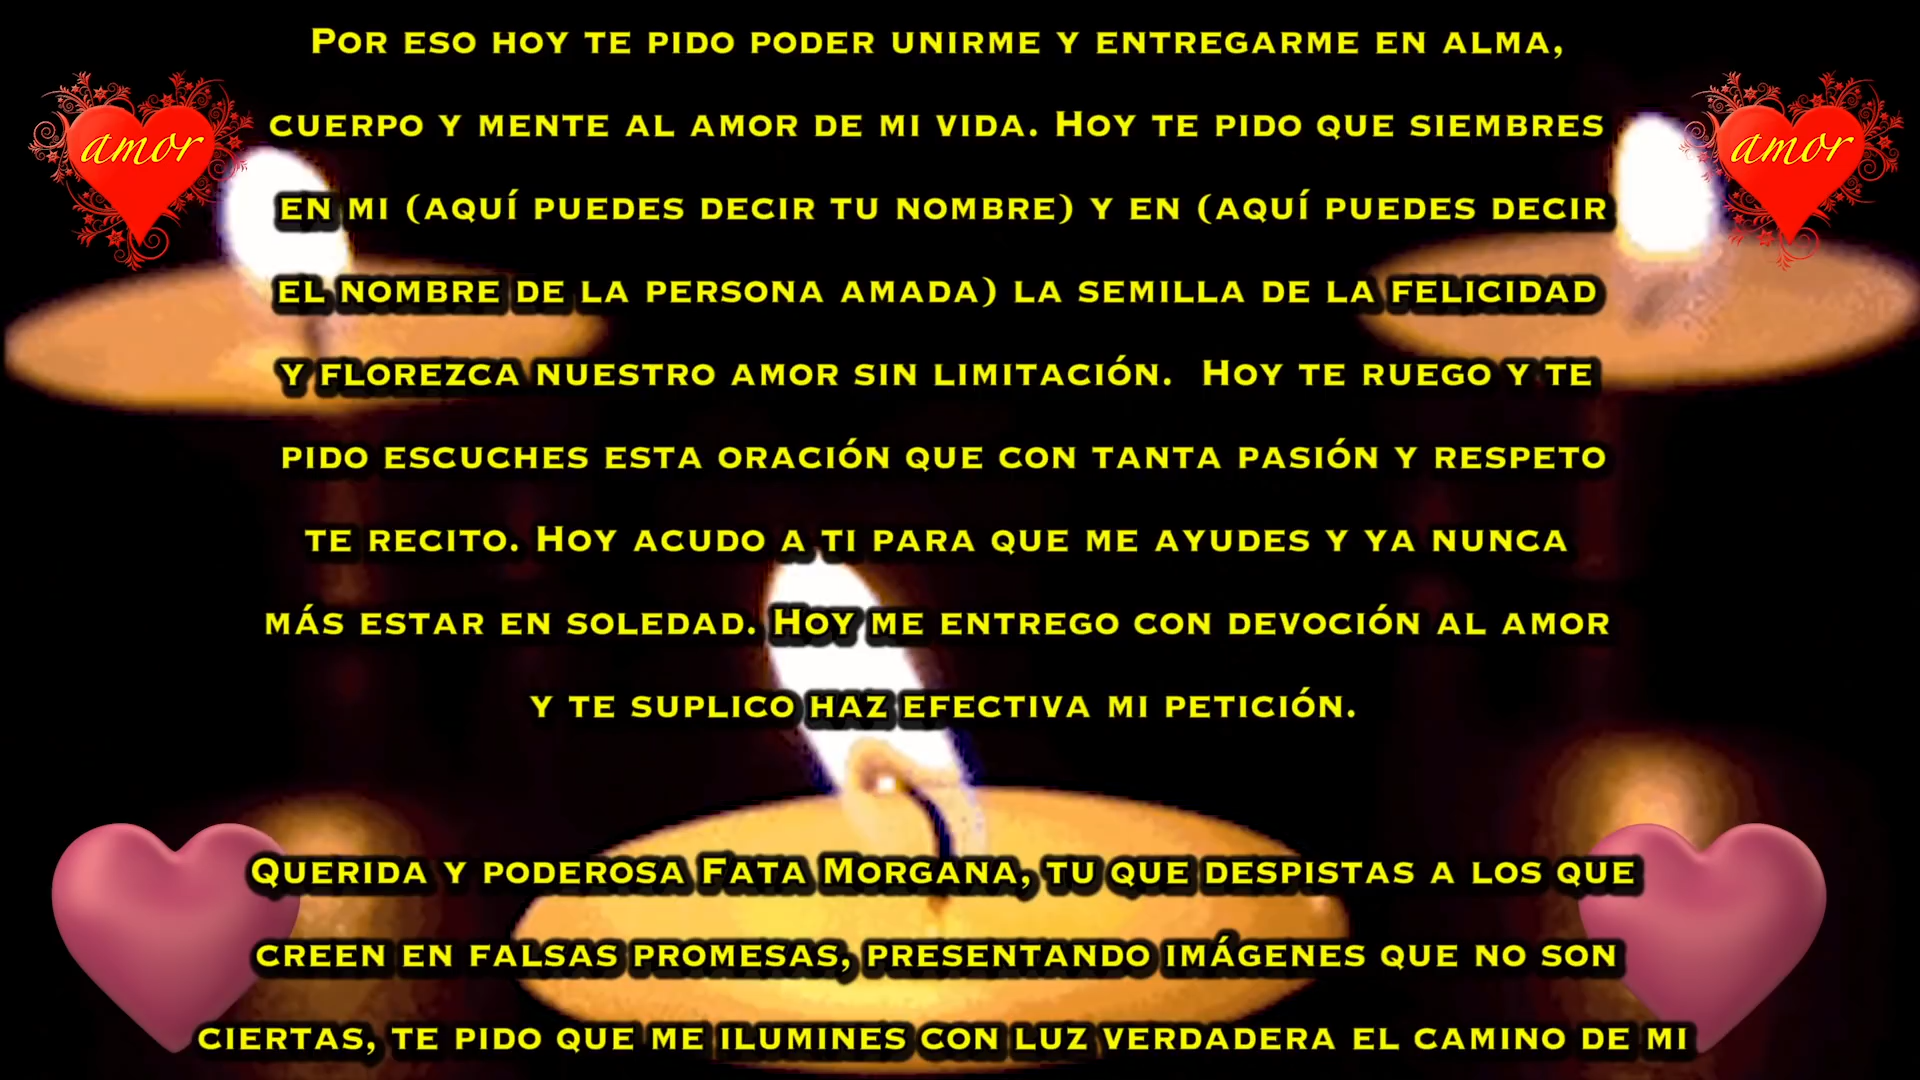 Por eso hoy te pido poder unirme y entregarme en alma,
amor
amor
cuerpo y mente al amor de mi vida. Hoy te pido que siembres
en mi (aquí puedes decir tu nombre) y en (aquí puedes decir
el nombre de la persona amada) la semilla de la felicidad
y florezca nuestro amor sin limitación. Hoy te ruego y te
pido escuches esta oración que con tanta pasión y respeto
te recito. Hoy acudo a ti para que me ayudes y ya nunca
más estar en soledad. Hoy me entrego con devoción al amor
y te suplico haz efectiva mi petición.
Querida y poderosa Fata Morgana, tu que despistas a los que
creen en falsas promesas, presentando imágenes que no son
ciertas, te pido que me ilumines con luz verdadera el camino de mi